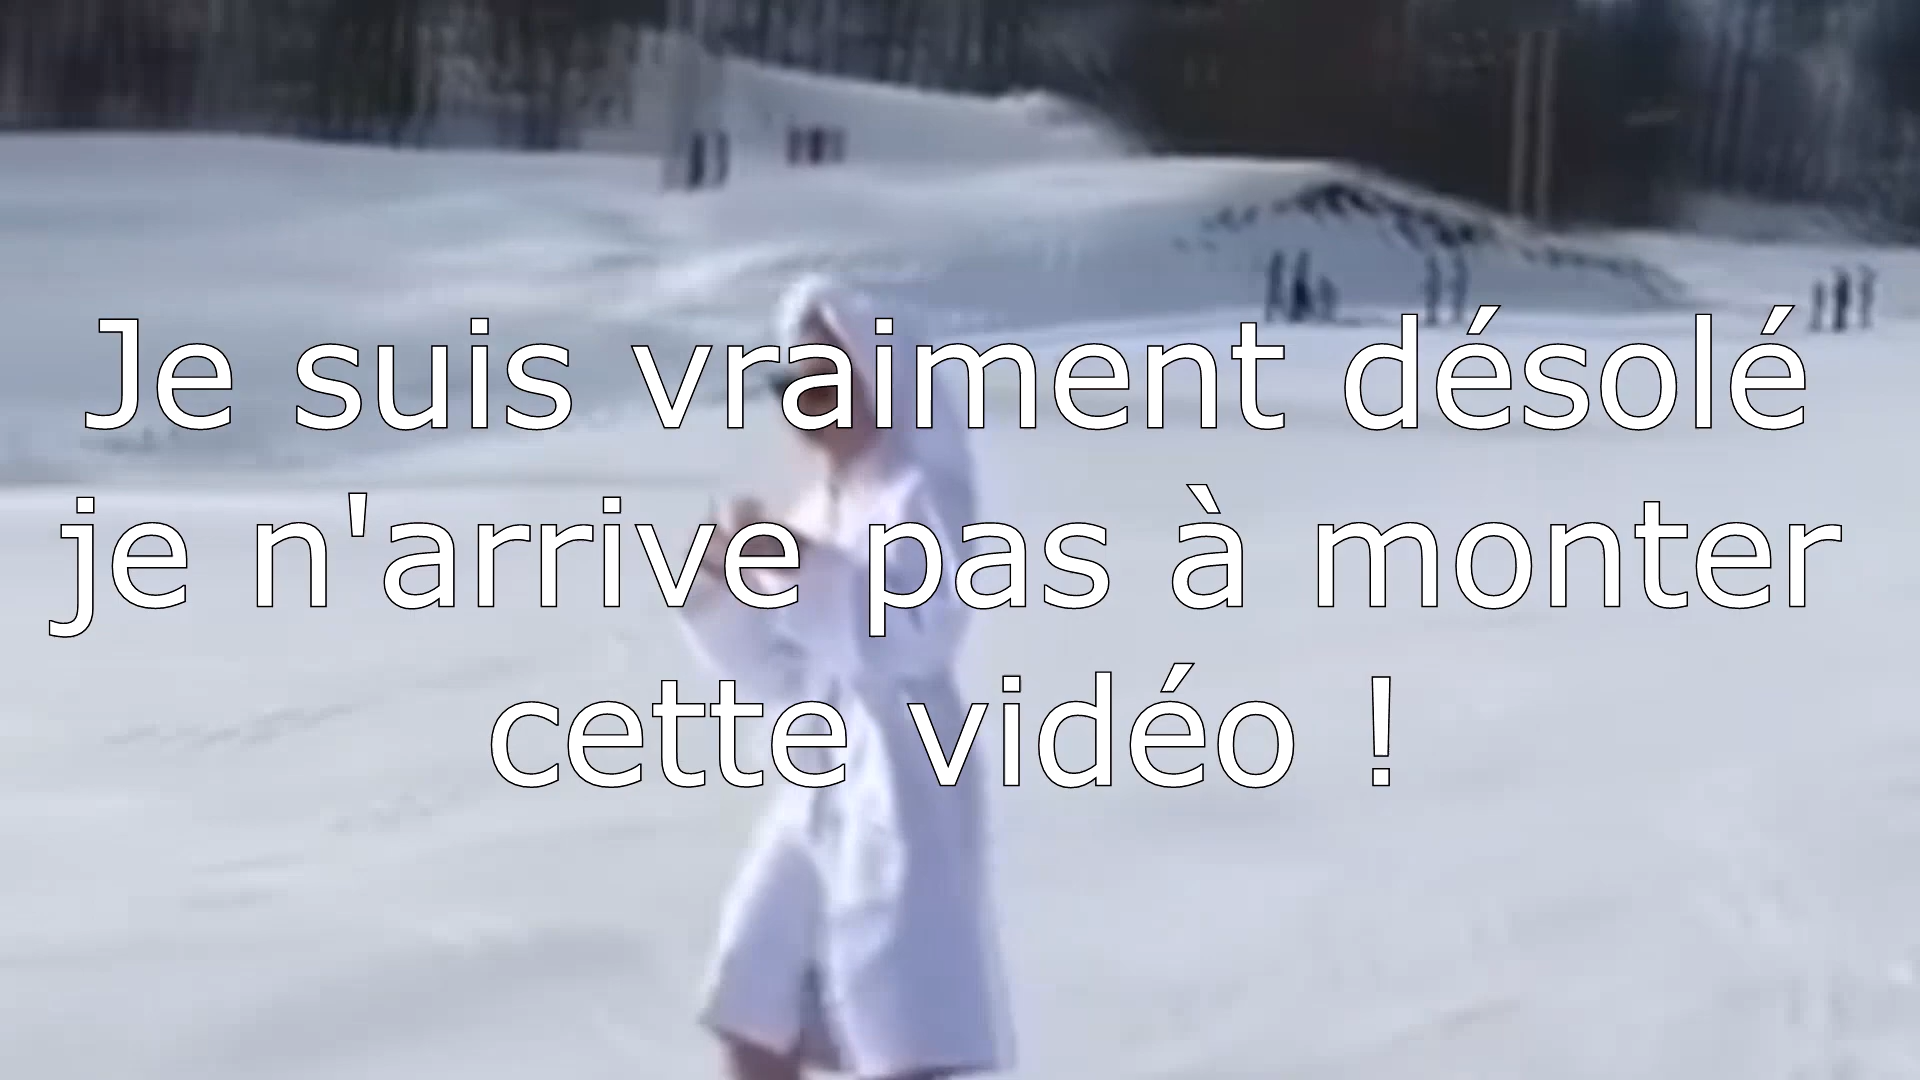 Je suis vraiment désolé
je n'arrive pas à monter
cette vidéo !